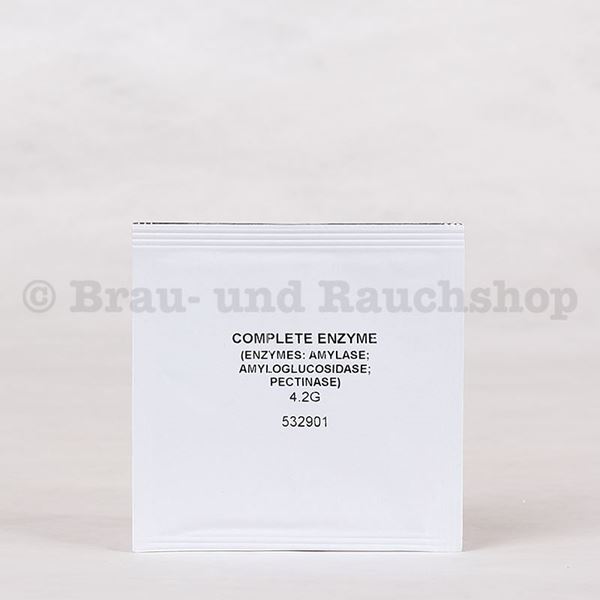 © Brau- und Rauchshop
COMPLETE ENZYME
(ENZYMES: AMYLASE;
AMYLOGLUCOSIDASE;
PECTINASE)
4.2G
532901